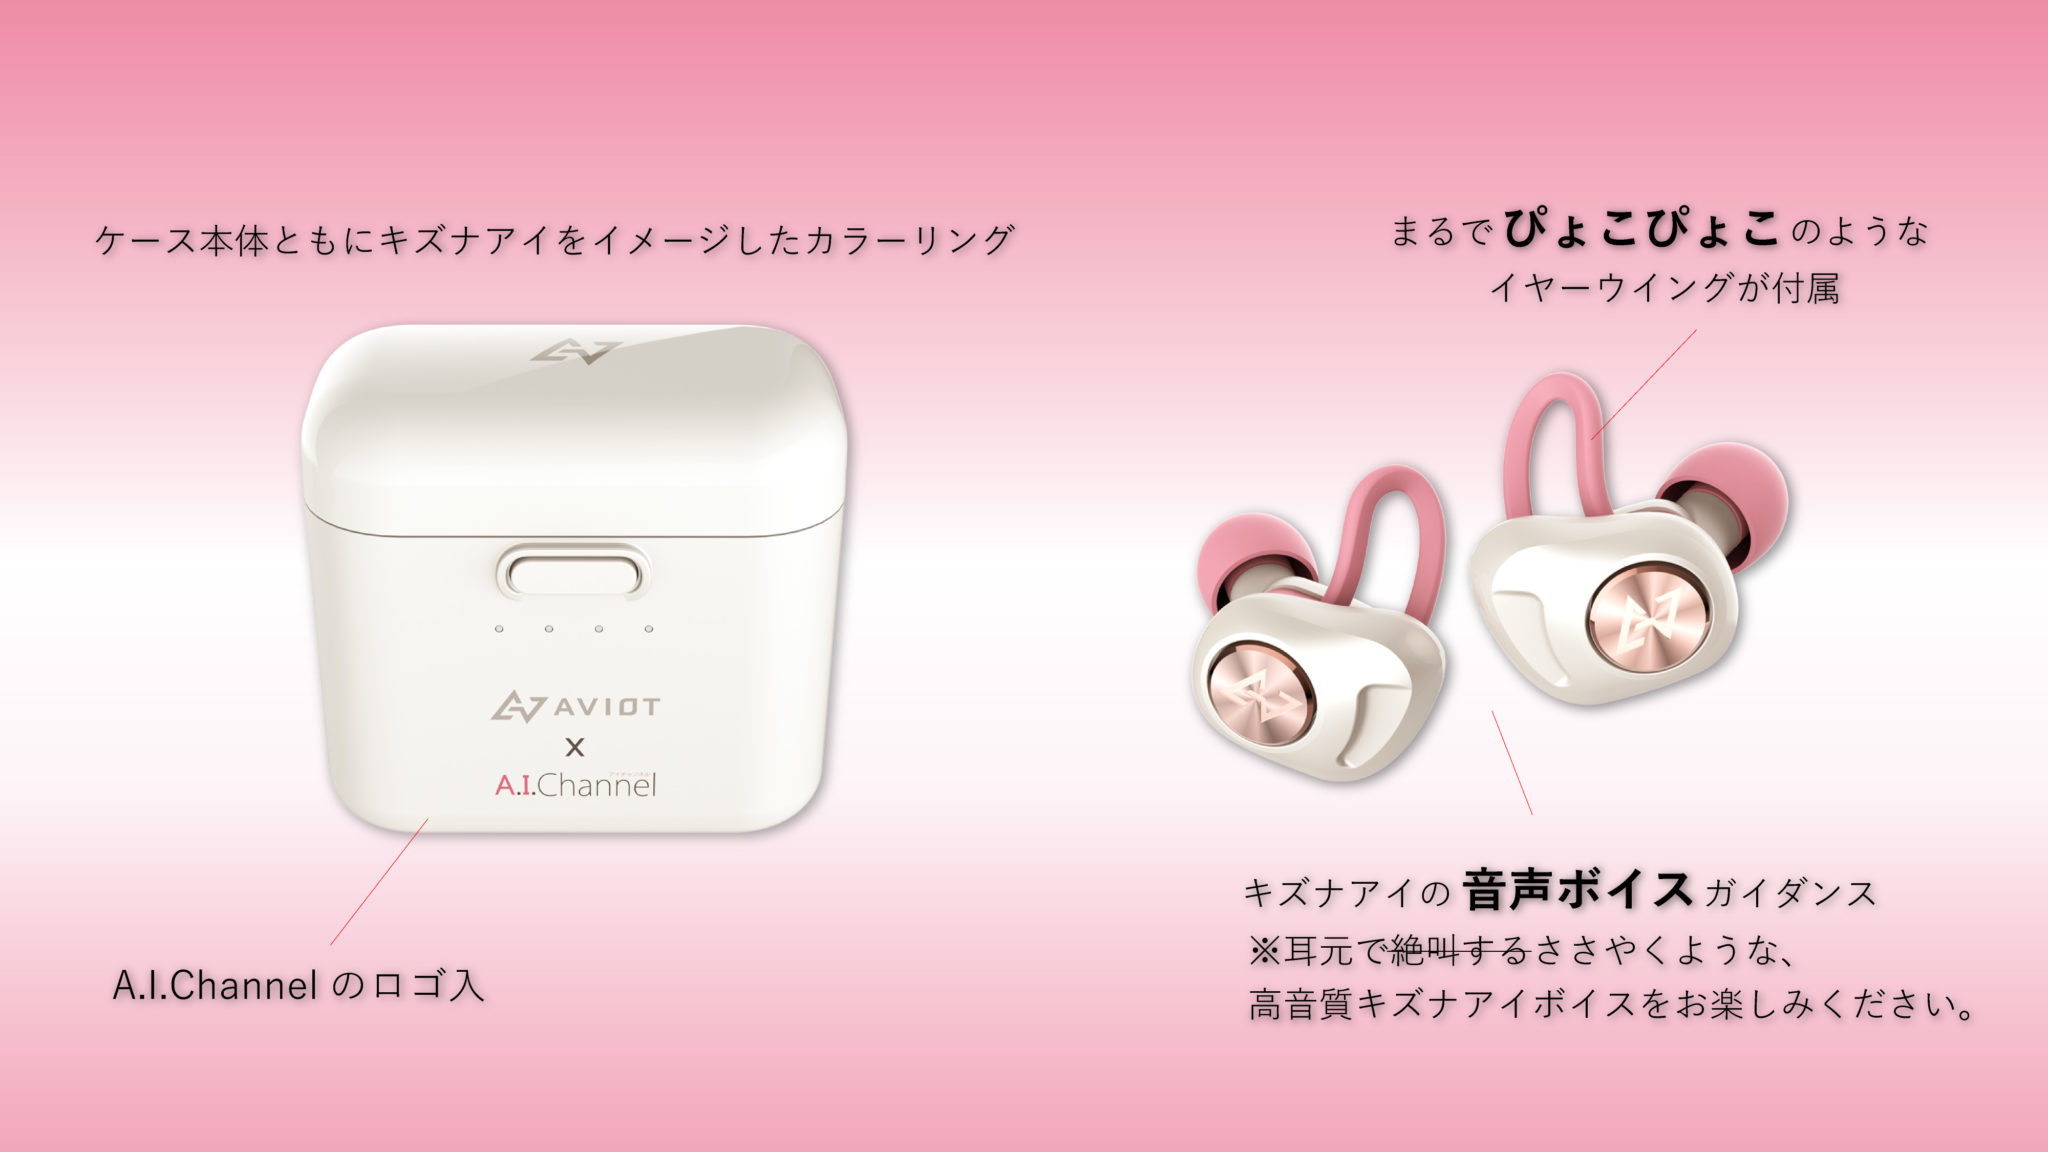 ケース本体ともにキズナアイをイメージしたカラーリング
AVIOT
X
A.I.Channel
A.I.Channel のロゴ入
まるで ぴょこぴょこ のような
イヤーウイングが付属
キズナアイの 音声ボイス ガイダンス
※耳元で絶叫するささやくような、
高音質キズナアイボイスをお楽しみください。